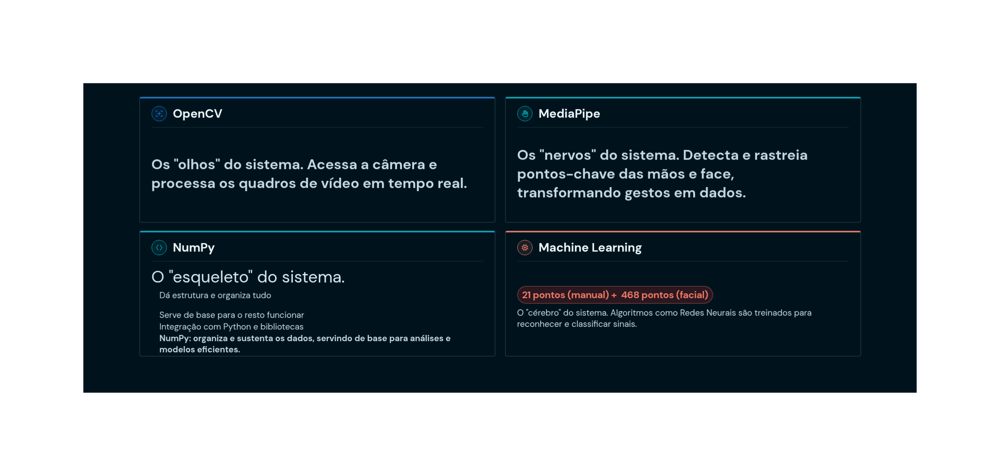 OpenCV
Os "olhos" do sistema. Acessa a câmera e
processa os quadros de vídeo em tempo real.
MediaPipe
Os "nervos" do sistema. Detecta e rastreia
pontos-chave das mãos e face,
transformando gestos em dados.
NumPy
O "esqueleto" do sistema.
Dá estrutura e organiza tudo
Serve de base para o resto funcionar
Integração com Python e bibliotecas
NumPy: organiza e sustenta os dados, servindo de base para análises e
modelos eficientes.
Machine Learning
21 pontos (manual) + 468 pontos (facial)
O "cérebro" do sistema. Algoritmos como Redes Neurais são treinados para
reconhecer e classificar sinais.